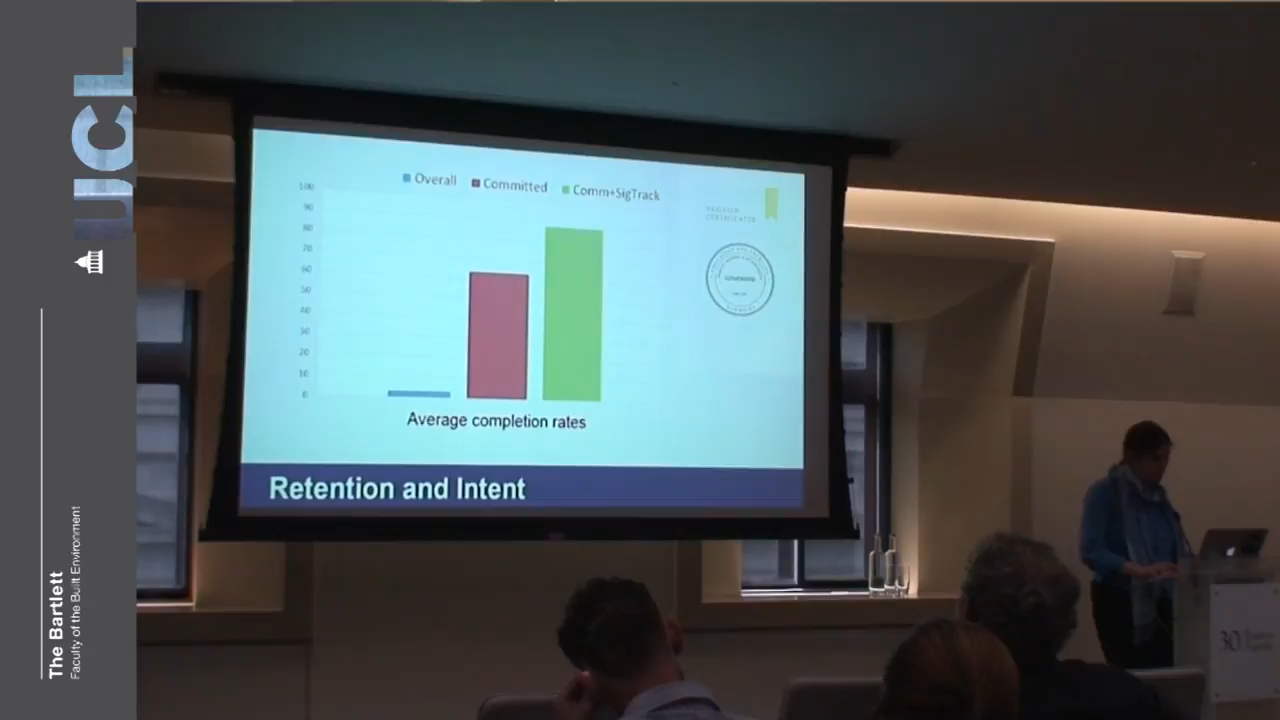 UCL
The Bartlett
Faculty of the Built Environment
Overall Committed Comm+SigTrack
100
90
80
70
60
50
40
30
20
10
0
Average completion rates
Retention and Intent
30